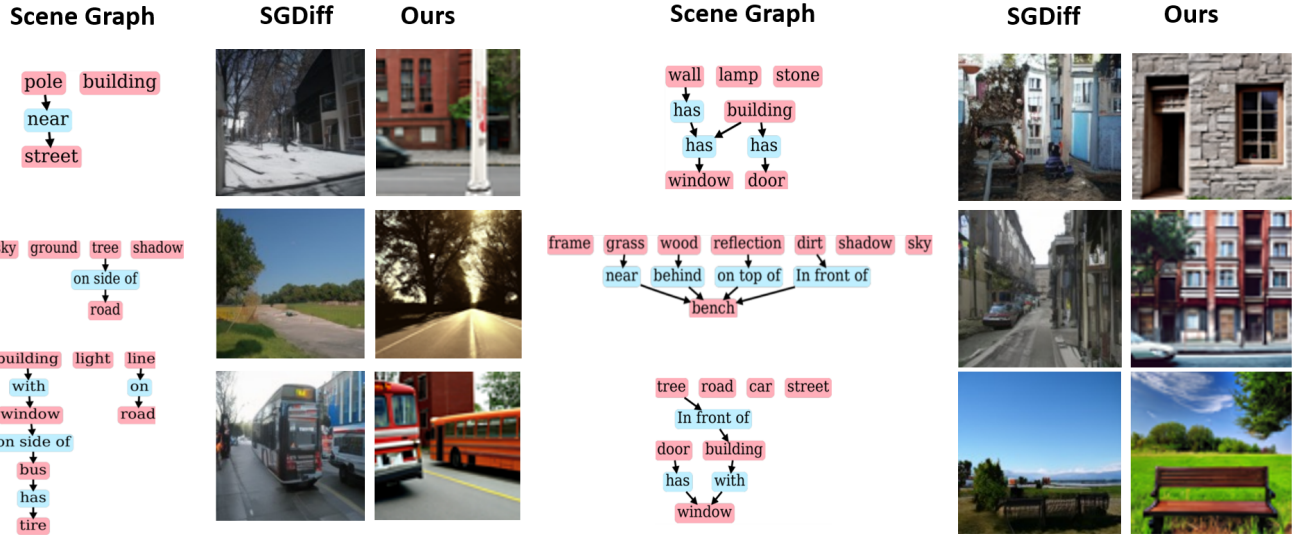 Scene Graph
SGDiff
Ours
pole building
near
street
ky ground tree shadow
on side of
road
building light line
with on
window road
on side of
bus
has
tire
Scene Graph
SGDiff
Ours
wall lamp stone
has building
has has
window door
frame grass wood reflection dirt shadow sky
near behind on top of In front of
bench
tree road car street
In front of
door building
has with
window